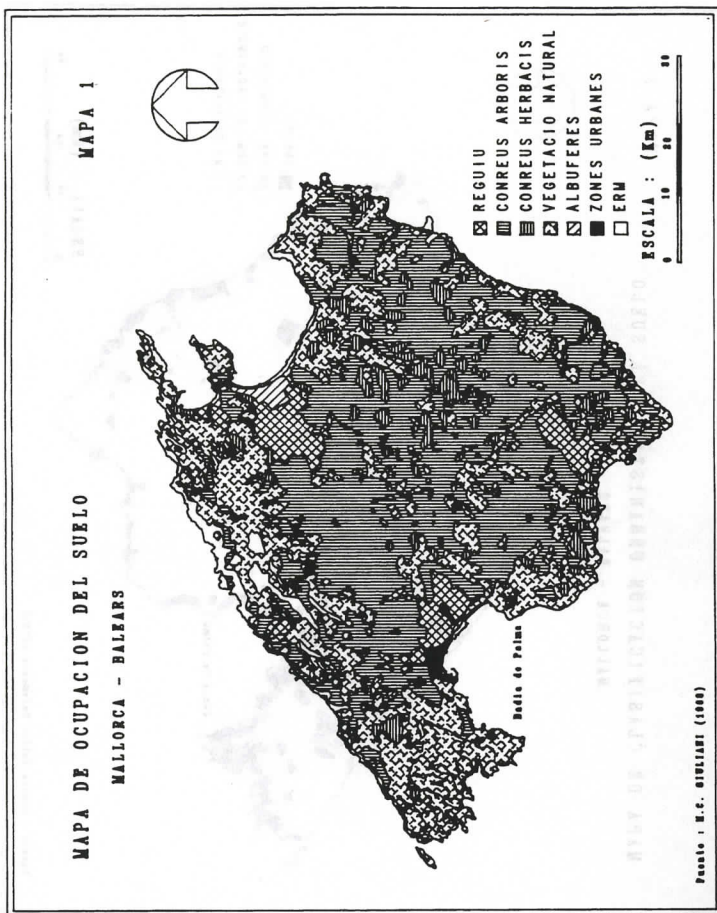 MAPA DE OCUPACION DEL SUELO
MALLORCA - BALEARS
MAPA 1
REGUIU
CONREUS ARBORIS
CONREUS HERBACIS
VEGETACIO NATURAL
ALBUFERES
ZONES URBANES
ERM
ESCALA : (Km)
0 10 20 30
Badia de Palma
Fuente : M.C. GIULIANI